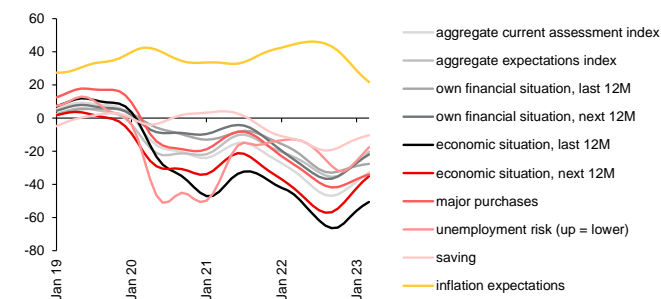 60
40
20
0
-20
-40
-60
-80
Jan 19
Jan 20
Jan 21
Jan 22
Jan 23
aggregate current assessment index
aggregate expectations index
own financial situation, last 12M
own financial situation, next 12M
economic situation, last 12M
economic situation, next 12M
major purchases
unemployment risk (up = lower)
saving
inflation expectations